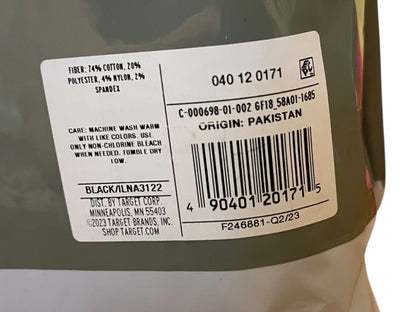 FIBER: 74% COTTON, 20%
POLYESTER, 4% NYLON, 2%
SPANDEX
CARE: MACHINE WASH WARM
WITH LIKE COLORS. USE
ONLY NON-CHLORINE BLEACH
WHEN NEEDED. TUMBLE DRY
LOW.
BLACK/LNA3122
DIST. BY TARGET CORP.
MINNEAPOLIS, MN 55403
©2023 TARGET BRANDS, INC.
SHOP TARGET.COM
040 12 0171
C-000698-01-002 6F18_58A01-1685
ORIGIN: PAKISTAN
4 90401 20171 5
F246881-Q2/23